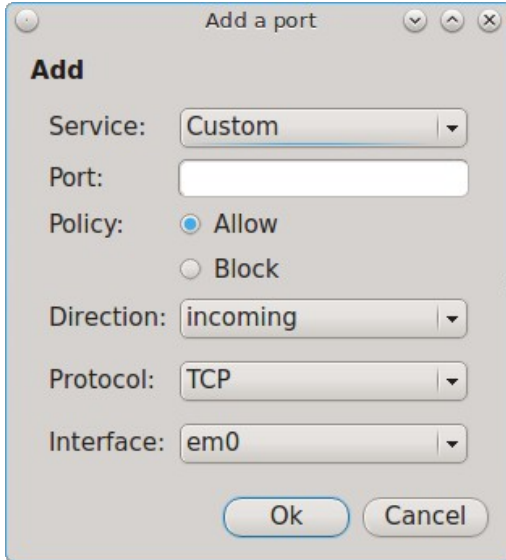 Add a port
Add
Service: Custom
Port:
Policy: Allow
Block
Direction: incoming
Protocol: TCP
Interface: em0
Ok Cancel